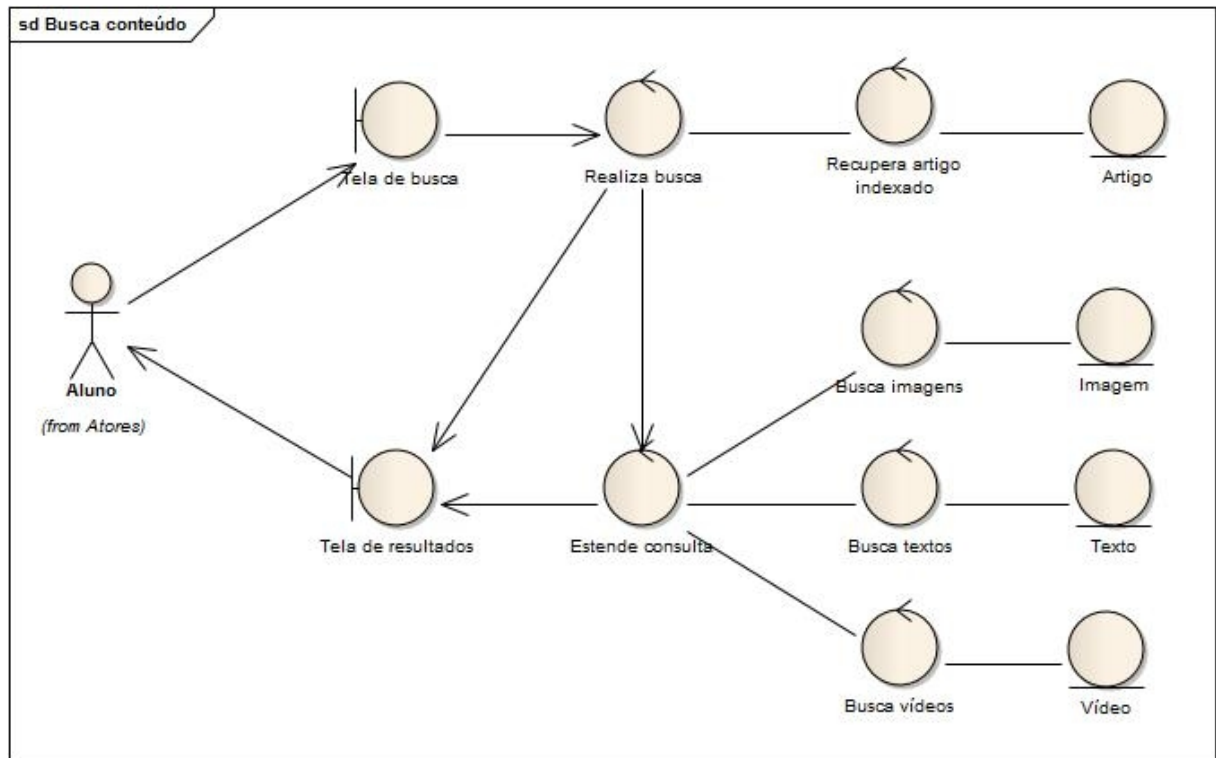 sd Busca conteúdo
Tela de busca
Realiza busca
Recupera artigo
indexado
Artigo
Aluno
(from Atores)
Busca imagens
Imagem
Tela de resultados
Estende consulta
Busca textos
Texto
Busca vídeos
Vídeo